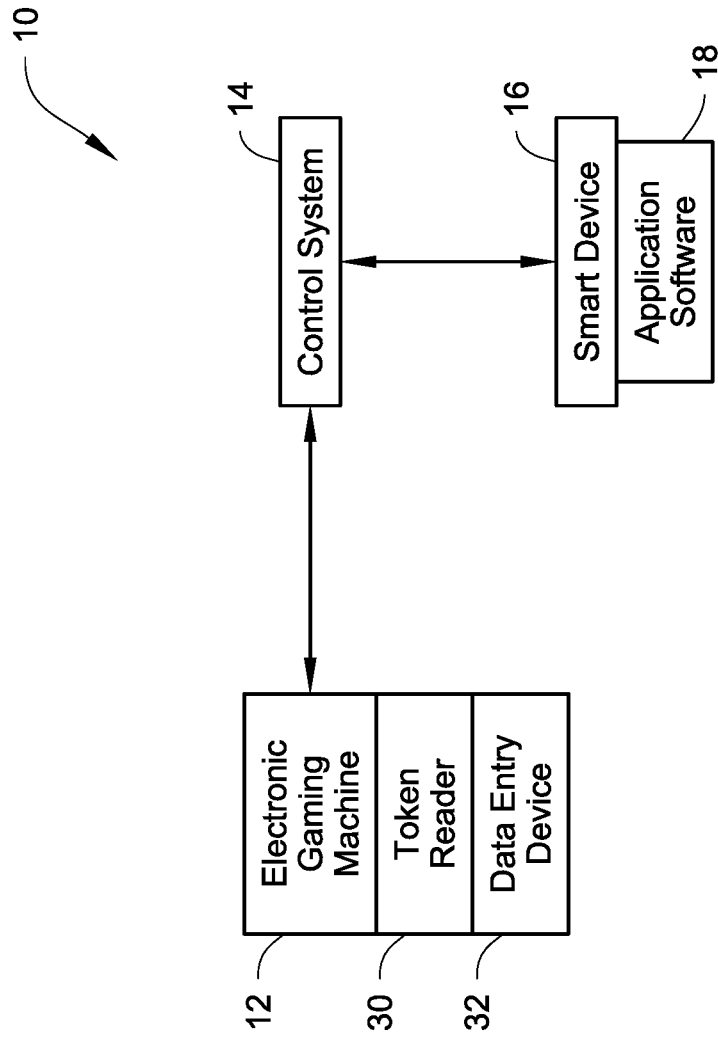 10
Electronic
Gaming
Machine
12
Token
Reader
30
Data Entry
Device
32
Control System
14
Smart Device
16
Application
Software
18